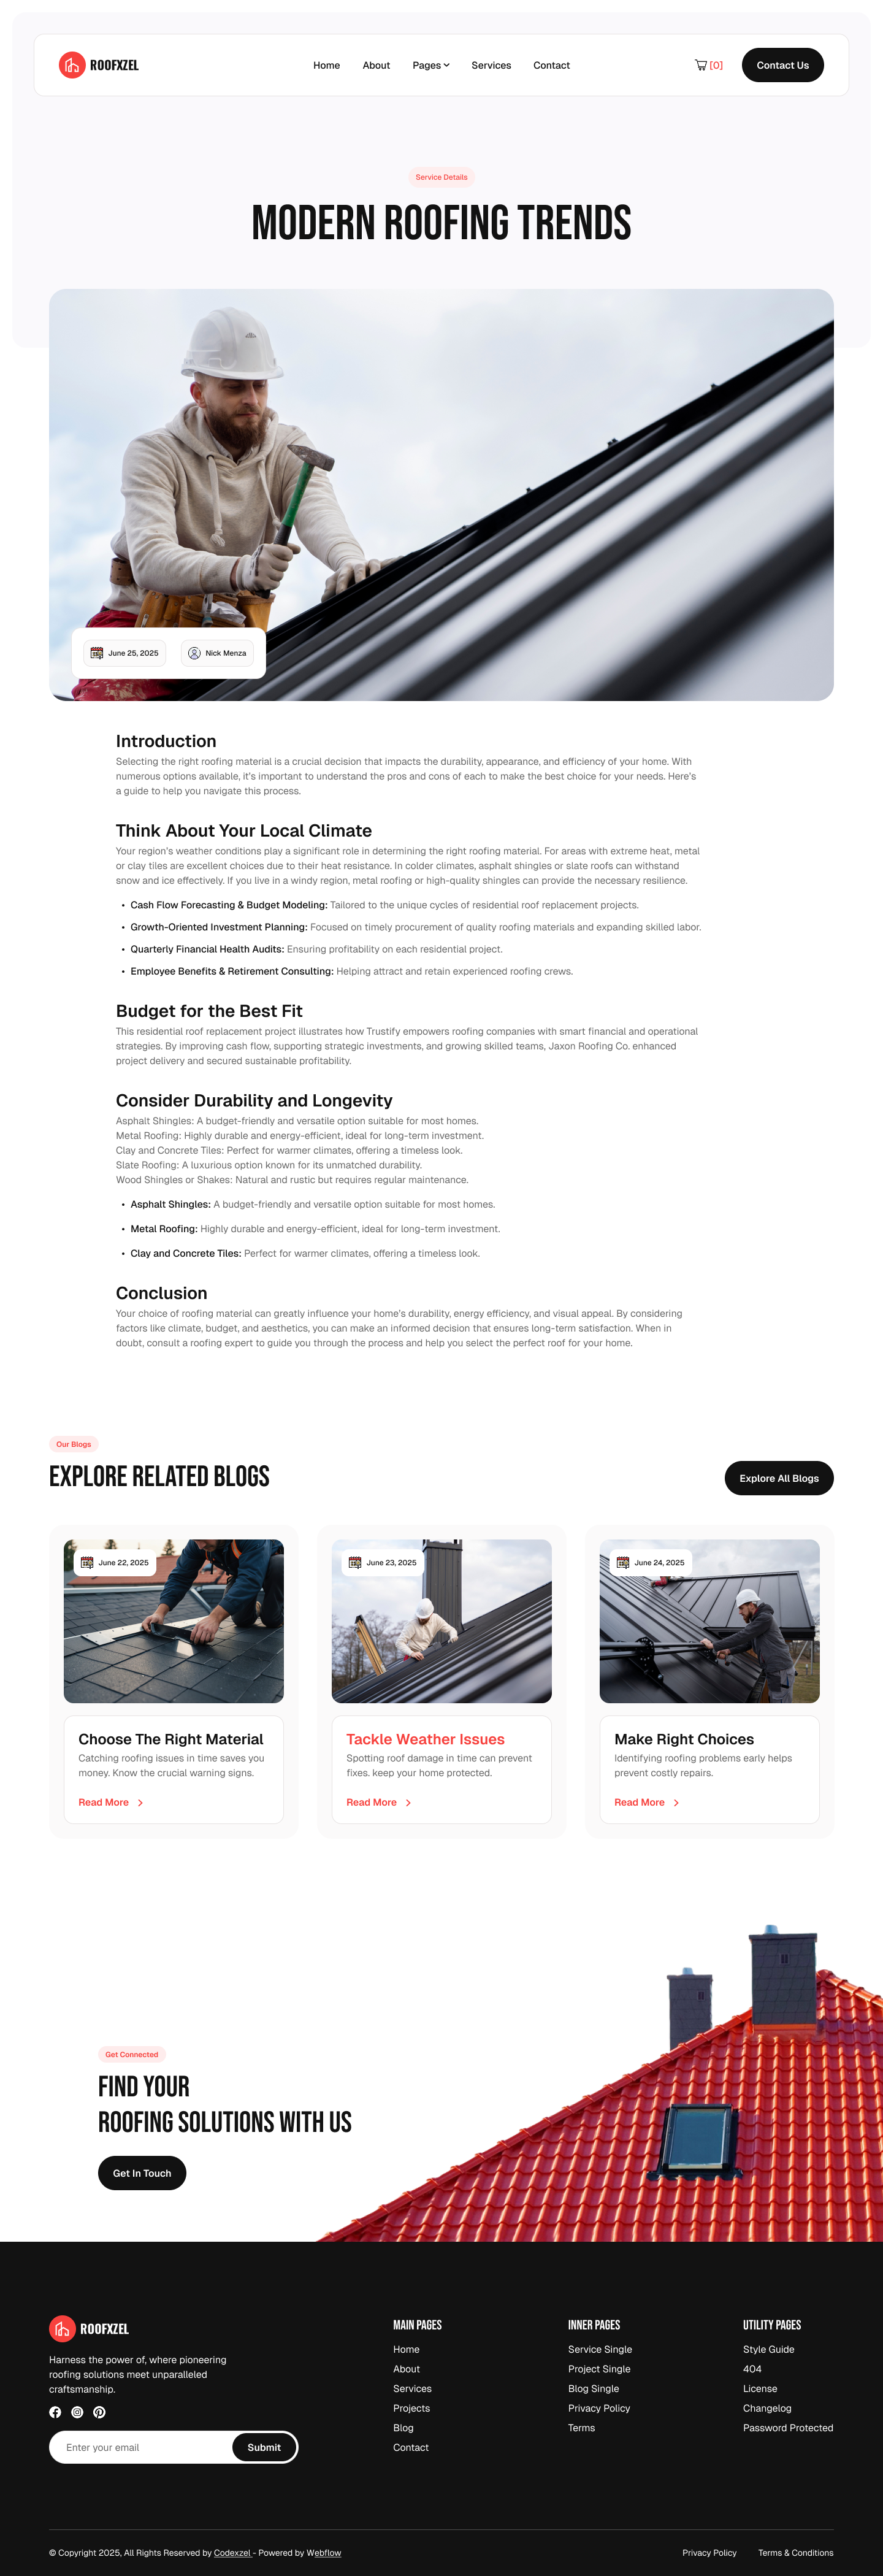 ROOFXZEL
Home About Pages Services Contact
[0]
Contact Us
Service Details
MODERN ROOFING TRENDS
June 25, 2025
Nick Menza
Introduction
Selecting the right roofing material is a crucial decision that impacts the durability, appearance, and efficiency of your home. With
numerous options available, it's important to understand the pros and cons of each to make the best choice for your needs. Here's
a guide to help you navigate this process.
Think About Your Local Climate
Your region's weather conditions play a significant role in determining the right roofing material. For areas with extreme heat, metal
or clay tiles are excellent choices due to their heat resistance. In colder climates, asphalt shingles or slate roofs can withstand
snow and ice effectively. If you live in a windy region, metal roofing or high-quality shingles can provide the necessary resilience.
• Cash Flow Forecasting & Budget Modeling: Tailored to the unique cycles of residential roof replacement projects.
• Growth-Oriented Investment Planning: Focused on timely procurement of quality roofing materials and expanding skilled labor.
• Quarterly Financial Health Audits: Ensuring profitability on each residential project.
• Employee Benefits & Retirement Consulting: Helping attract and retain experienced roofing crews.
Budget for the Best Fit
This residential roof replacement project illustrates how Trustify empowers roofing companies with smart financial and operational
strategies. By improving cash flow, supporting strategic investments, and growing skilled teams, Jaxon Roofing Co. enhanced
project delivery and secured sustainable profitability.
Consider Durability and Longevity
Asphalt Shingles: A budget-friendly and versatile option suitable for most homes.
Metal Roofing: Highly durable and energy-efficient, ideal for long-term investment.
Clay and Concrete Tiles: Perfect for warmer climates, offering a timeless look.
Slate Roofing: A luxurious option known for its unmatched durability.
Wood Shingles or Shakes: Natural and rustic but requires regular maintenance.
• Asphalt Shingles: A budget-friendly and versatile option suitable for most homes.
• Metal Roofing: Highly durable and energy-efficient, ideal for long-term investment.
• Clay and Concrete Tiles: Perfect for warmer climates, offering a timeless look.
Conclusion
Your choice of roofing material can greatly influence your home's durability, energy efficiency, and visual appeal. By considering
factors like climate, budget, and aesthetics, you can make an informed decision that ensures long-term satisfaction. When in
doubt, consult a roofing expert to guide you through the process and help you select the perfect roof for your home.
Our Blogs
EXPLORE RELATED BLOGS
Explore All Blogs
June 22, 2025
Choose The Right Material
Catching roofing issues in time saves you
money. Know the crucial warning signs.
Read More
June 23, 2025
Tackle Weather Issues
Spotting roof damage in time can prevent
fixes. keep your home protected.
Read More
June 24, 2025
Make Right Choices
Identifying roofing problems early helps
prevent costly repairs.
Read More
Get Connected
FIND YOUR
ROOFING SOLUTIONS WITH US
Get In Touch
ROOFXZEL
Harness the power of, where pioneering
roofing solutions meet unparalleled
craftsmanship.
Enter your email
Submit
MAIN PAGES
Home
About
Services
Projects
Blog
Contact
INNER PAGES
Service Single
Project Single
Blog Single
Privacy Policy
Terms
UTILITY PAGES
Style Guide
404
License
Changelog
Password Protected
© Copyright 2025, All Rights Reserved by Codexzel - Powered by Webflow
Privacy Policy
Terms & Conditions